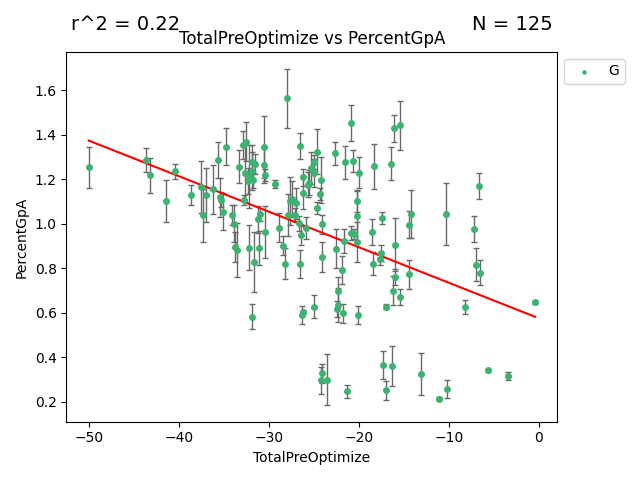 r^2 = 0.22
N = 125
TotalPreOptimize vs PercentGpA
G
PercentGpA
1.6
1.4
1.2
1.0
0.8
0.6
0.4
0.2
−50 −40 −30 −20 −10 0
TotalPreOptimize